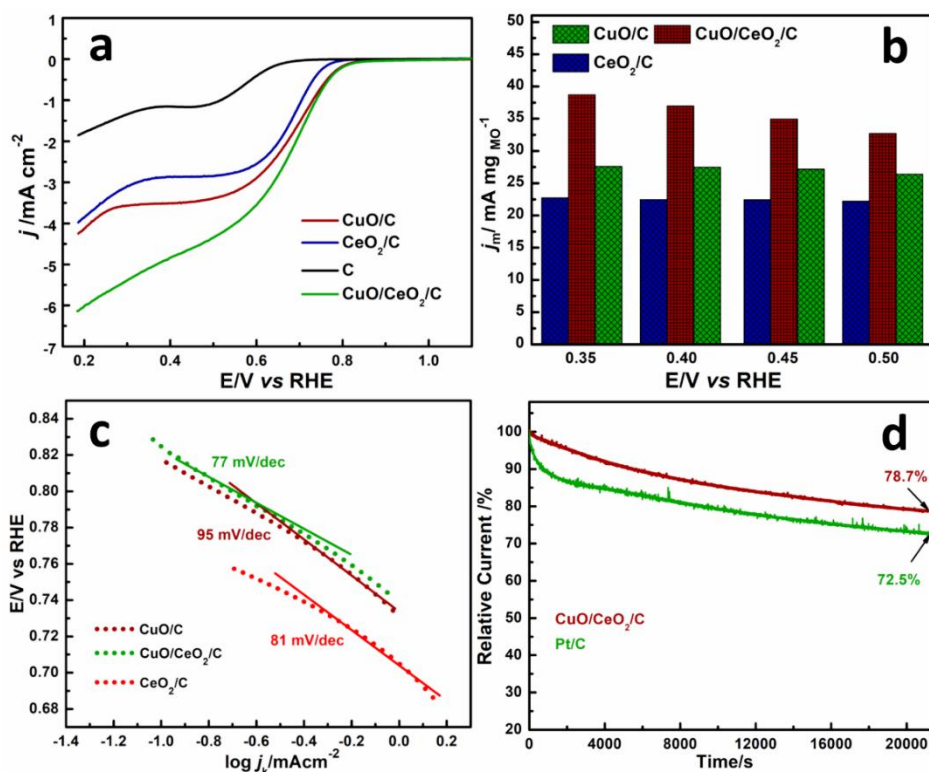 a
0
-1
-2
-3
-4
-5
-6
-7
j /mA cm-2
CuO/C
CeO2/C
C
CuO/CeO2/C
0.2 0.4 0.6 0.8 1.0
E/V vs RHE
b
50
45
40
35
30
25
20
15
10
5
0
jm/ mA mg MO-1
CuO/C CuO/CeO2/C
CeO2/C
0.35 0.40 0.45 0.50
E/V vs RHE
c
0.84
0.82
0.80
0.78
0.76
0.74
0.72
0.70
0.68
E/V vs RHE
77 mV/dec
95 mV/dec
81 mV/dec
CuO/C
CuO/CeO2/C
CeO2/C
-1.4 -1.2 -1.0 -0.8 -0.6 -0.4 -0.2 0.0 0.2
log jk/mAcm-2
d
100
90
80
70
60
50
40
30
20
Relative Current /%
78.7%
72.5%
CuO/CeO2/C
Pt/C
0 4000 8000 12000 16000 20000
Time/s